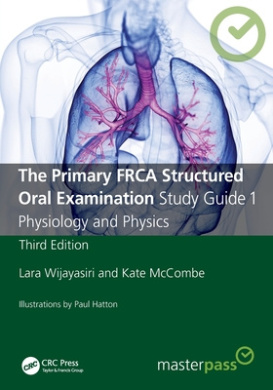 The Primary FRCA Structured
Oral Examination Study Guide 1
Physiology and Physics
Third Edition
Lara Wijayasiri and Kate McCombe
Illustrations by Paul Hatton
CRC
CRC Press
Taylor & Francis Group
masterpass